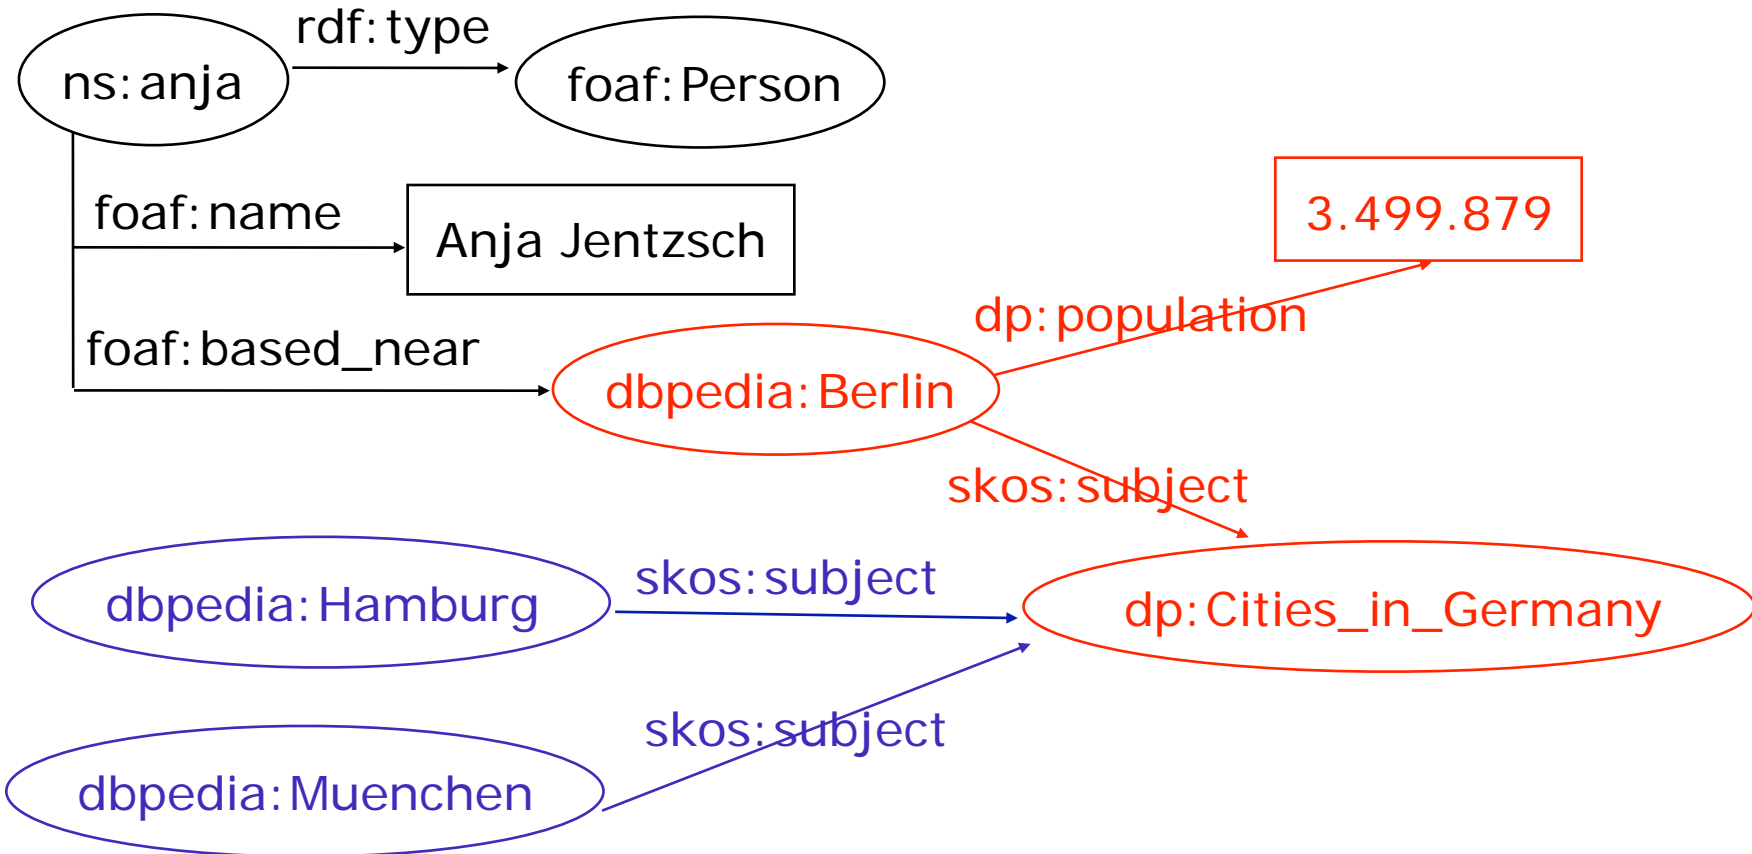 rdf:type
ns:anja
foaf:Person
foaf:name
Anja Jentzsch
3.499.879
dp:population
foaf:based_near
dbpedia:Berlin
skos:subject
skos:subject
dbpedia:Hamburg
dp:Cities_in_Germany
skos:subject
dbpedia:Muenchen